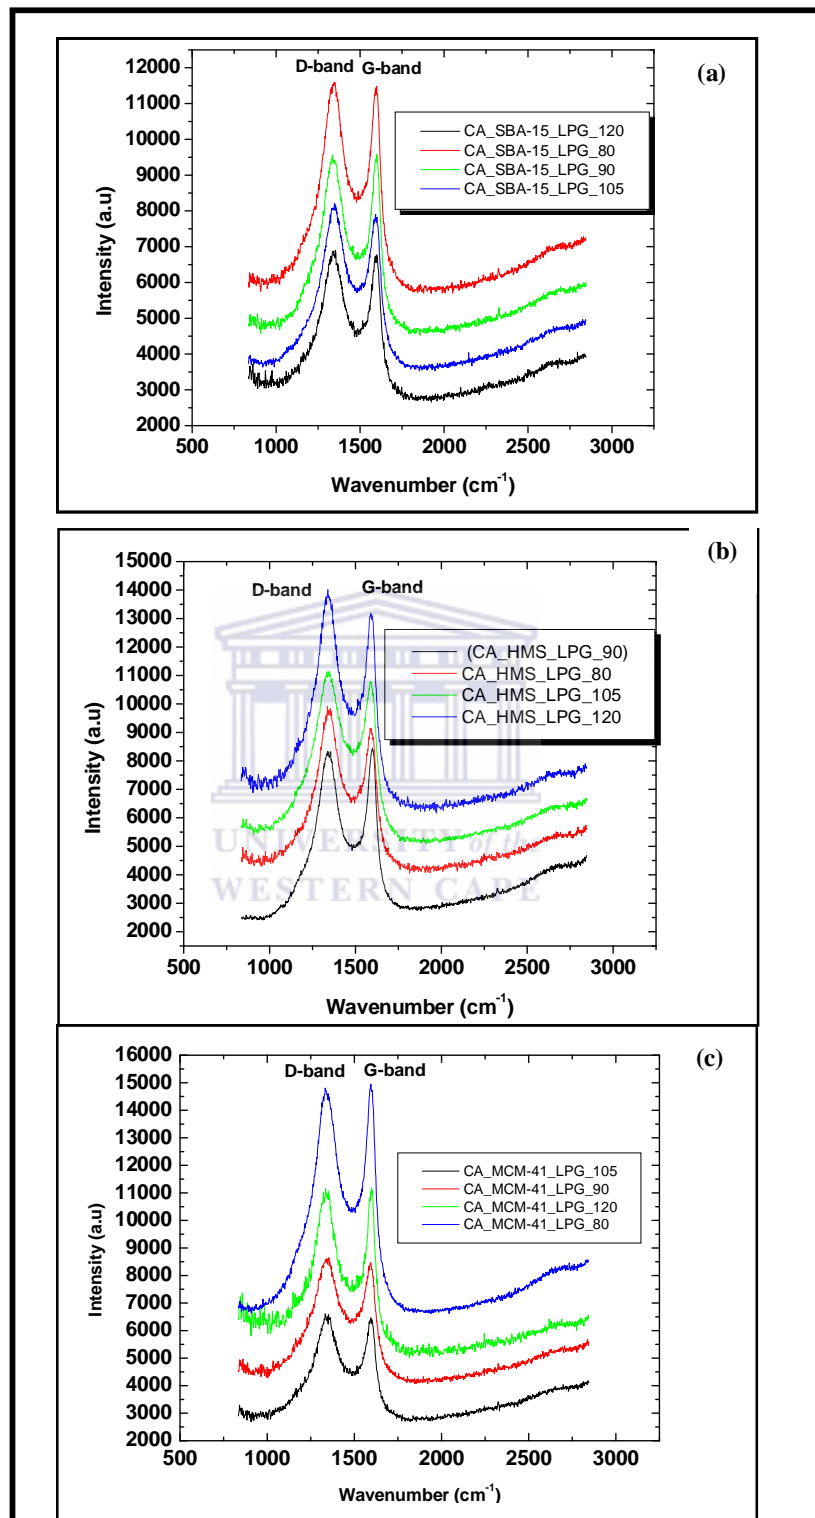 (a)
D-band G-band
12000
11000
10000
9000
8000
7000
6000
5000
4000
3000
2000
Intensity (a.u)
CA_SBA-15_LPG_120
CA_SBA-15_LPG_80
CA_SBA-15_LPG_90
CA_SBA-15_LPG_105
500 1000 1500 2000 2500 3000
Wavenumber (cm⁻¹)
(b)
D-band G-band
15000
14000
13000
12000
11000
10000
9000
8000
7000
6000
5000
4000
3000
2000
Intensity (a.u)
(CA_HMS_LPG_90)
CA_HMS_LPG_80
CA_HMS_LPG_105
CA_HMS_LPG_120
UNIVERSITY of the
WESTERN CAPE
500 1000 1500 2000 2500 3000
Wavenumber (cm⁻¹)
(c)
D-band G-band
16000
15000
14000
13000
12000
11000
10000
9000
8000
7000
6000
5000
4000
3000
2000
Intensity (a.u)
CA_MCM-41_LPG_105
CA_MCM-41_LPG_90
CA_MCM-41_LPG_120
CA_MCM-41_LPG_80
500 1000 1500 2000 2500 3000
Wavenumber (cm⁻¹)